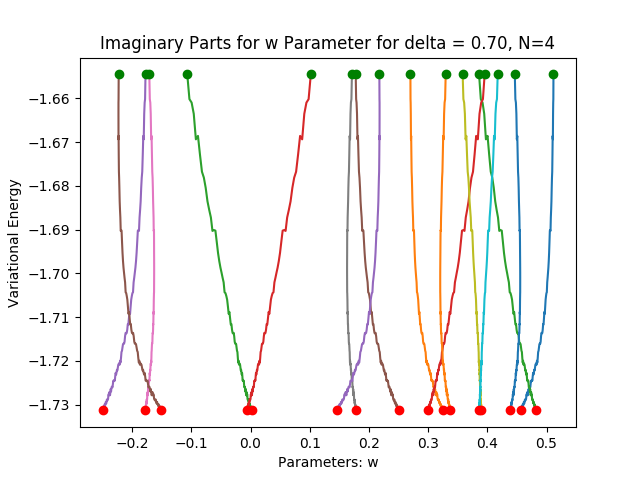 Imaginary Parts for w Parameter for delta = 0.70, N=4
Variational Energy
−1.66
−1.67
−1.68
−1.69
−1.70
−1.71
−1.72
−1.73
−0.2 −0.1 0.0 0.1 0.2 0.3 0.4 0.5
Parameters: w